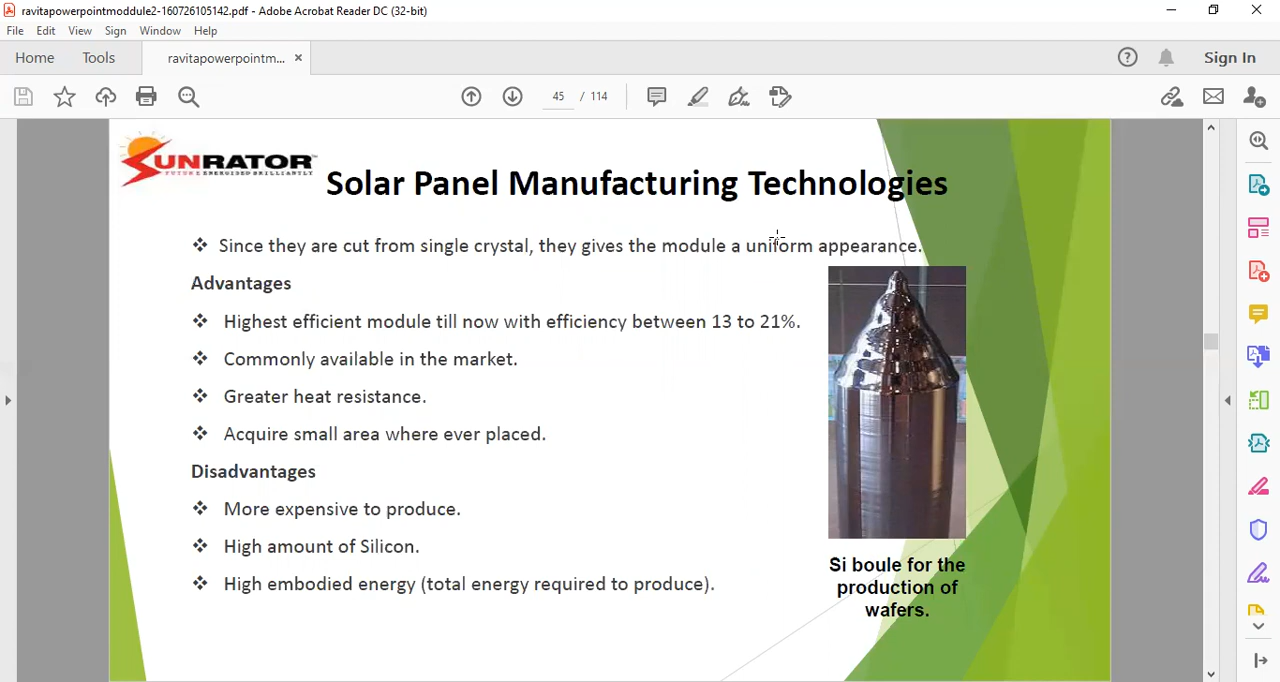 ravitapowerpointmoddule2-160726105142.pdf - Adobe Acrobat Reader DC (32-bit)
File Edit View Sign Window Help
Home Tools ravitapowerpointm... Sign In
45 / 114
SUNRATOR
FUTURE ENERGISED BRILLIANTLY
Solar Panel Manufacturing Technologies
❖ Since they are cut from single crystal, they gives the module a uniform appearance.
Advantages
❖ Highest efficient module till now with efficiency between 13 to 21%.
❖ Commonly available in the market.
❖ Greater heat resistance.
❖ Acquire small area where ever placed.
Disadvantages
❖ More expensive to produce.
❖ High amount of Silicon.
❖ High embodied energy (total energy required to produce).
Si boule for the
production of
wafers.